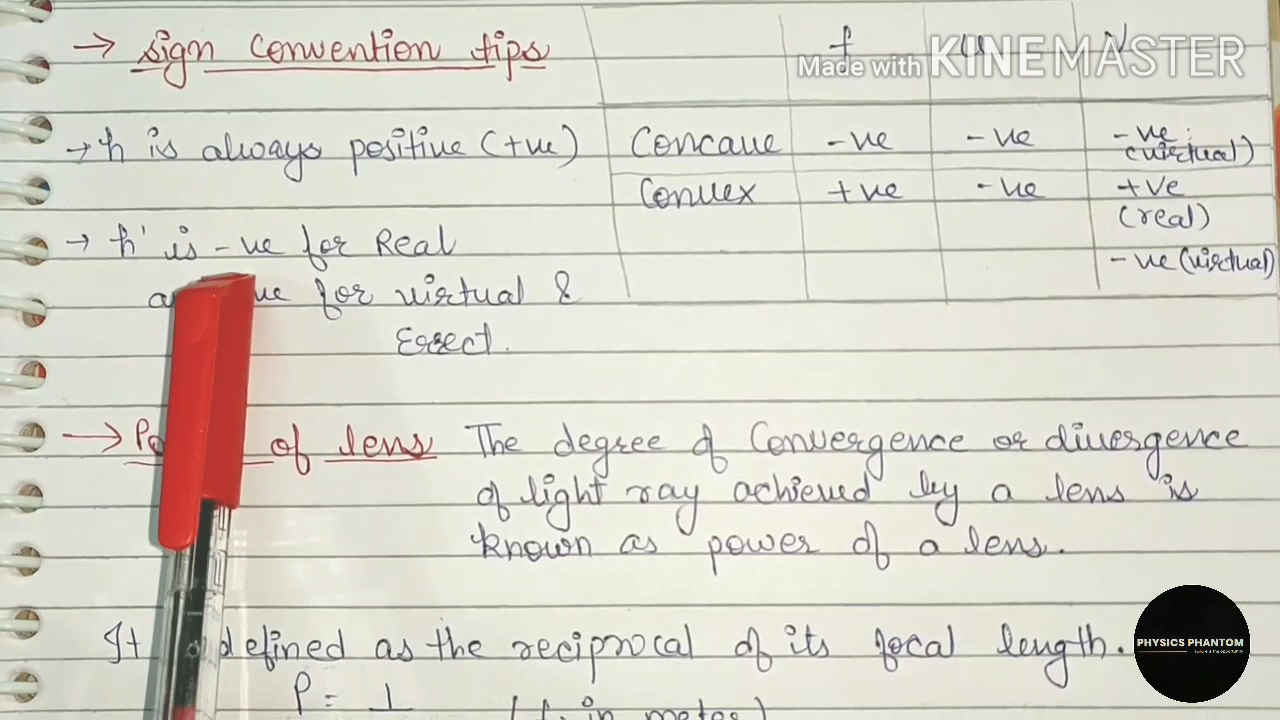 → Sign Convention tips
f u v
Made with KINEMASTER
→ h is always positive (+ve)
Concave -ve -ve -ve (virtual)
Convex +ve -ve +ve (real)
-ve (virtual)
→ h' is -ve for Real
for virtual &
Erect.
→ of lens The degree of Convergence or divergence
of light ray achieved by a lens is
known as power of a lens.
It defined as the reciprocal of its focal length.
P = 1 (f in meter)
PHYSICS PHANTOM